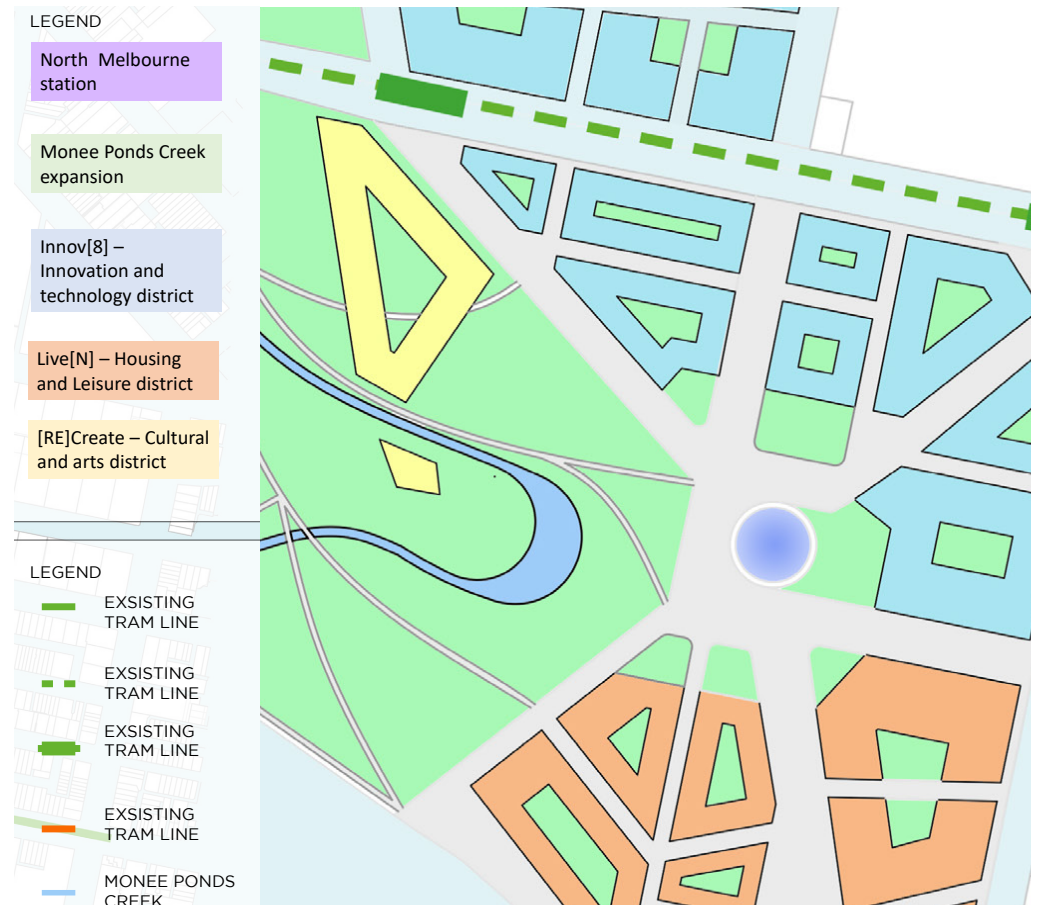 LEGEND
North Melbourne
station
Monee Ponds Creek
expansion
Innov[8] –
Innovation and
technology district
Live[N] – Housing
and Leisure district
[RE]Create – Cultural
and arts district
LEGEND
EXSISTING
TRAM LINE
EXSISTING
TRAM LINE
EXSISTING
TRAM LINE
EXSISTING
TRAM LINE
MONEE PONDS
CREEK